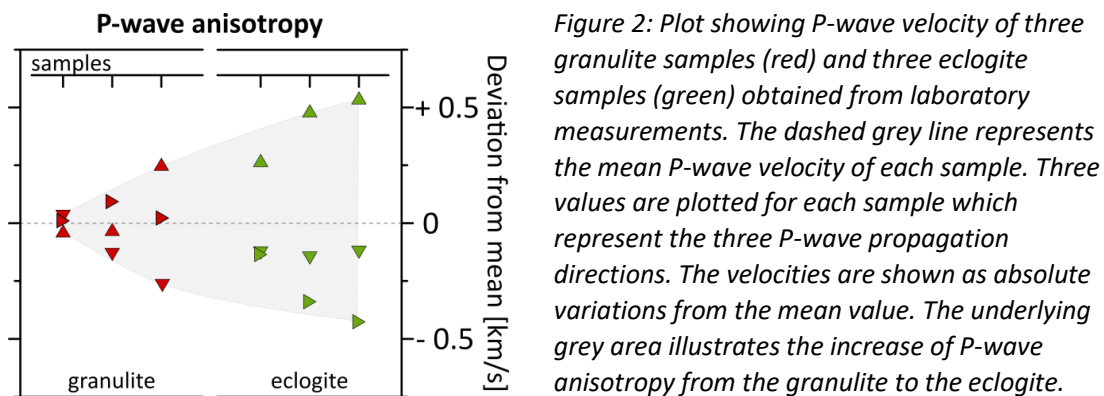 P-wave anisotropy
samples
+ 0.5
0
- 0.5
Deviation from mean [km/s]
granulite
eclogite
Figure 2: Plot showing P-wave velocity of three
granulite samples (red) and three eclogite
samples (green) obtained from laboratory
measurements. The dashed grey line represents
the mean P-wave velocity of each sample. Three
values are plotted for each sample which
represent the three P-wave propagation
directions. The velocities are shown as absolute
variations from the mean value. The underlying
grey area illustrates the increase of P-wave
anisotropy from the granulite to the eclogite.